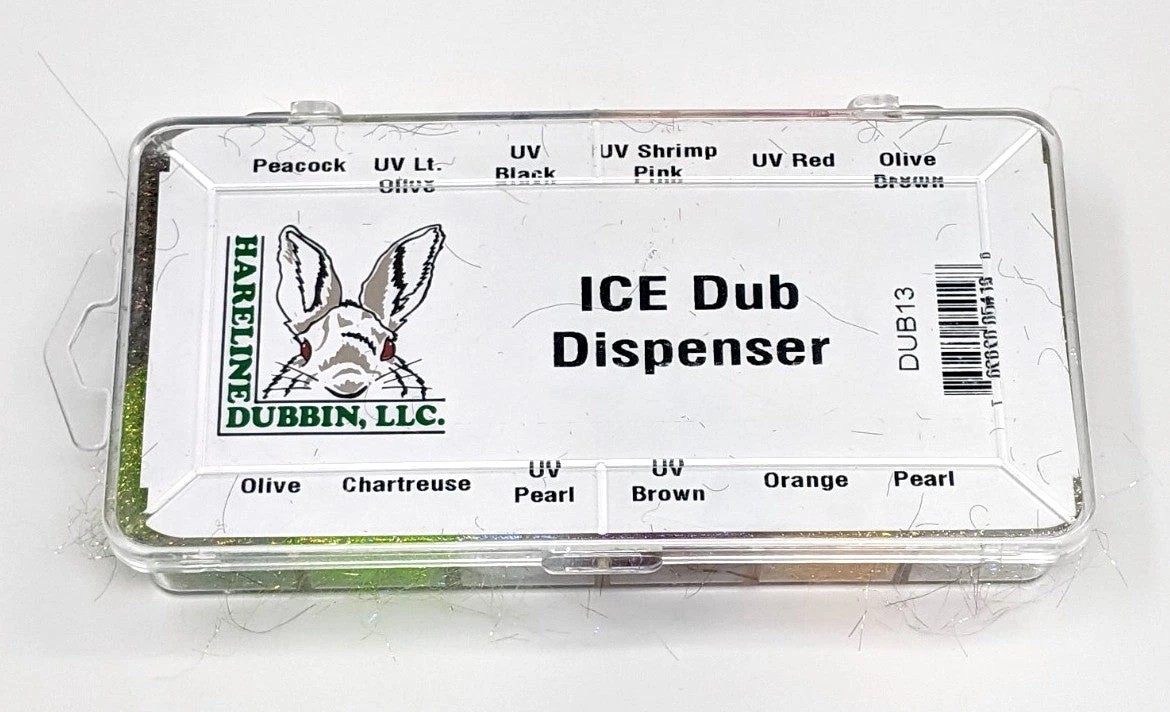 Peacock
UV Lt.
Olive
UV
Black
UV Shrimp
Pink
UV Red
Olive
Brown
HARELINE
DUBBIN, LLC.
ICE Dub
Dispenser
DUB13
Olive
Chartreuse
UV
Pearl
UV
Brown
Orange
Pearl